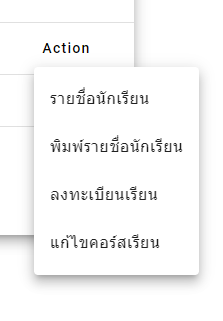 Action
รายชื่อนักเรียน
พิมพ์รายชื่อนักเรียน
ลงทะเบียนเรียน
แก้ไขคอร์สเรียน